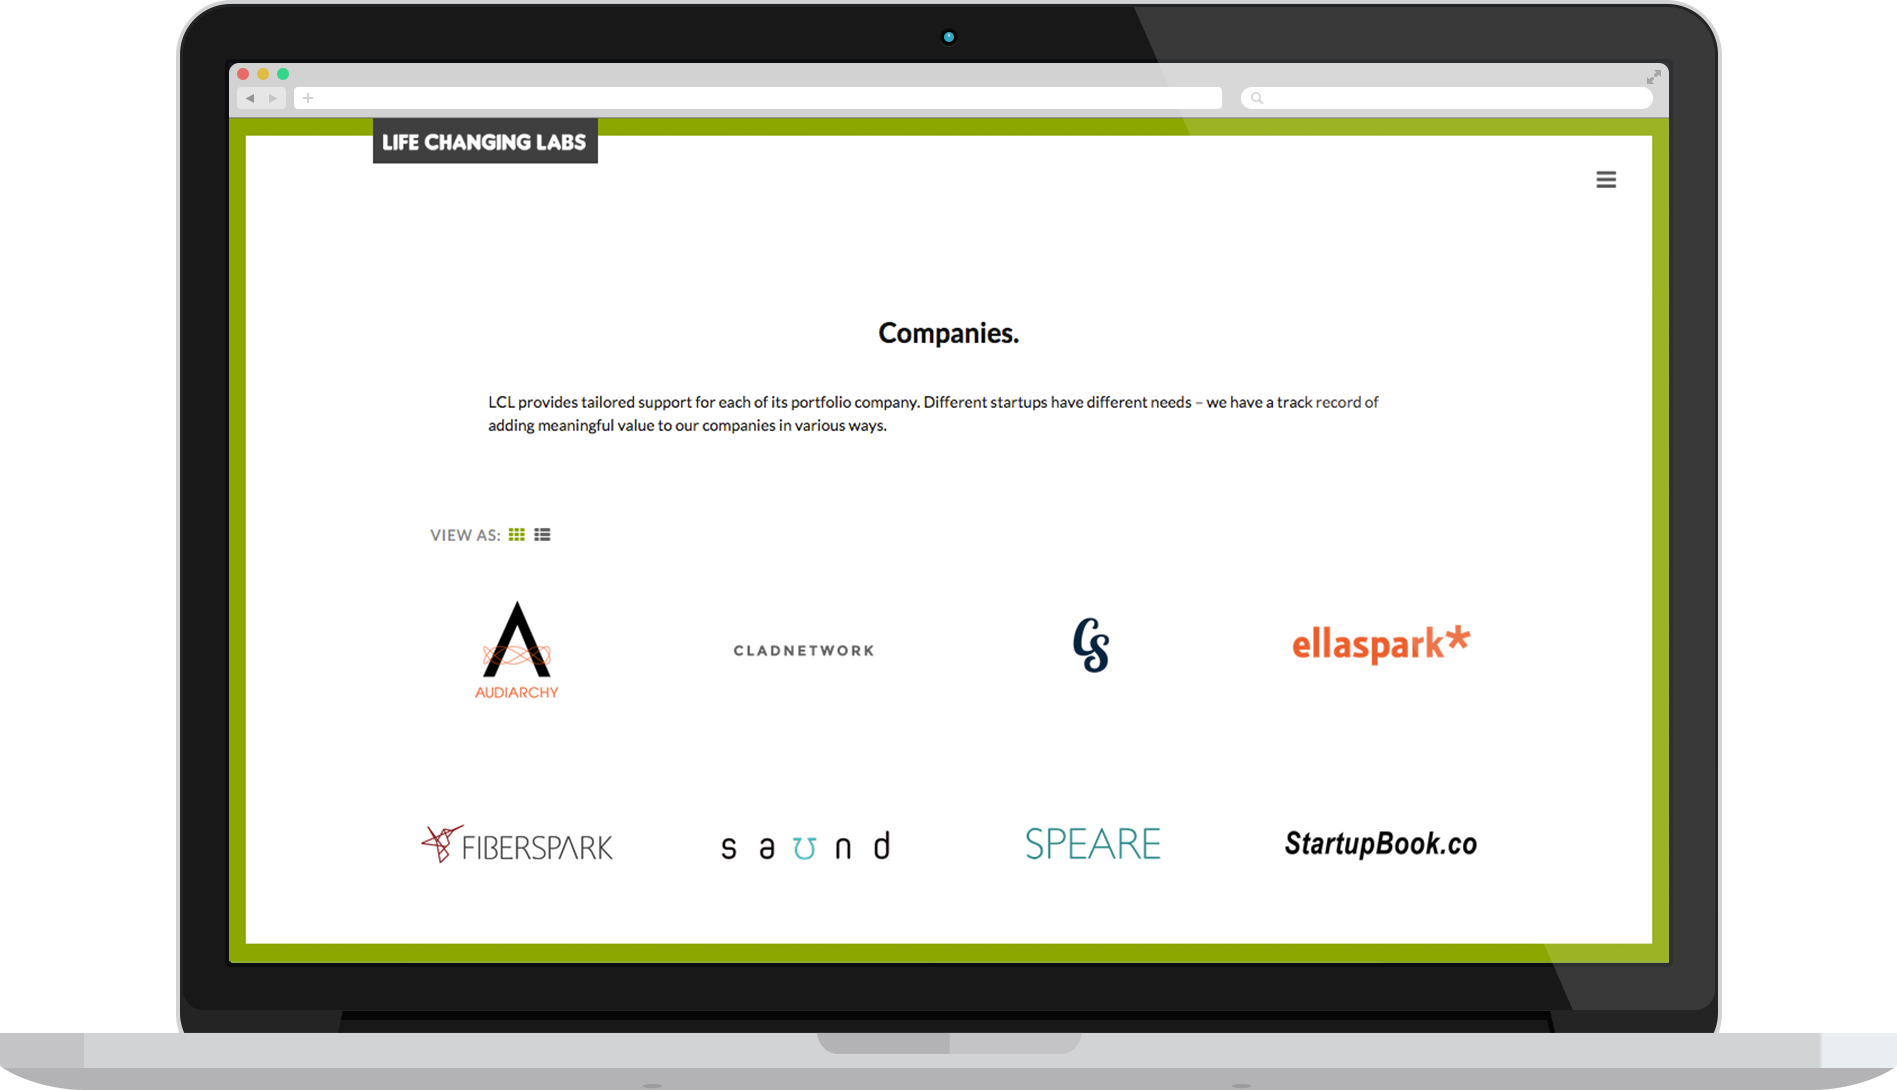 LIFE CHANGING LABS
Companies.
LCL provides tailored support for each of its portfolio company. Different startups have different needs – we have a track record of
adding meaningful value to our companies in various ways.
VIEW AS:
AUDIARCHY
CLADNETWORK
CS
ellaspark*
FIBERSPARK
saund
SPEARE
StartupBook.co